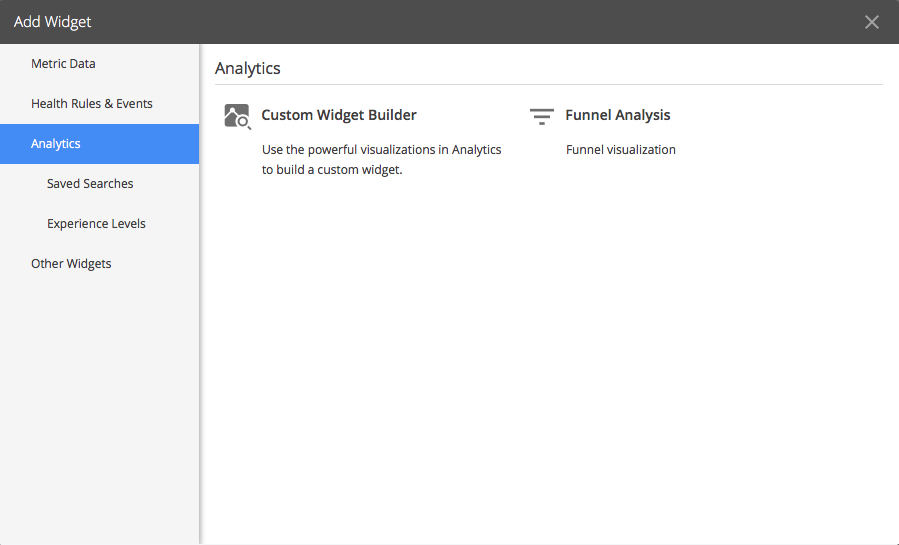 Add Widget
Metric Data
Health Rules & Events
Analytics
Saved Searches
Experience Levels
Other Widgets
Analytics
Custom Widget Builder
Use the powerful visualizations in Analytics
to build a custom widget.
Funnel Analysis
Funnel visualization